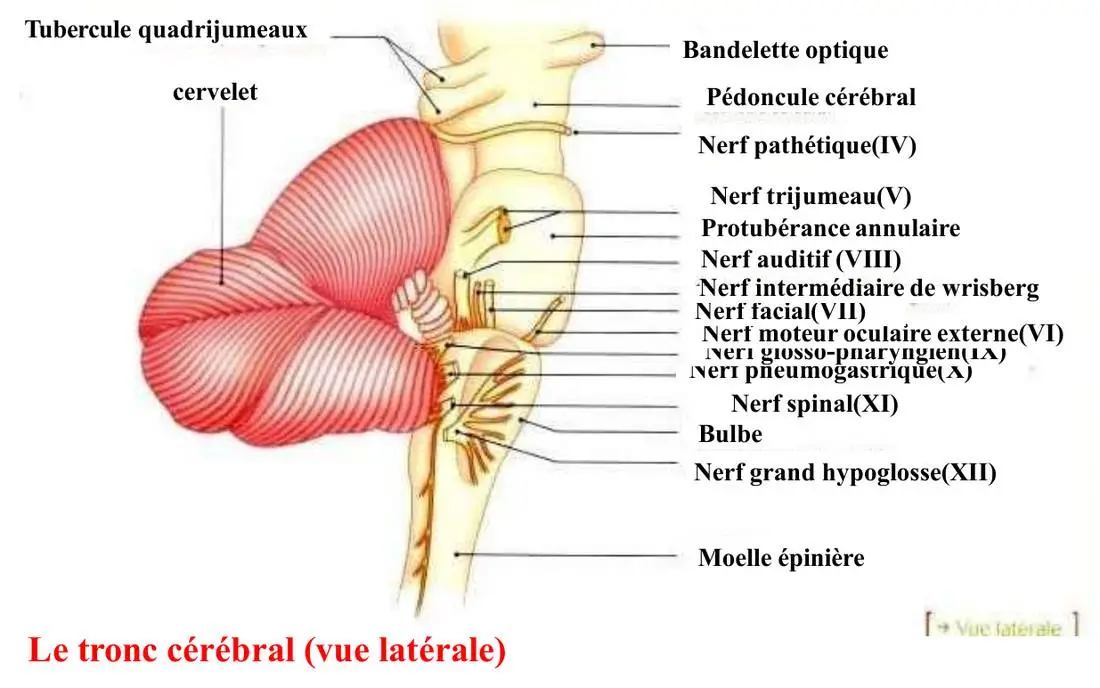 Tubercule quadrijumeaux
Bandelette optique
cervelet
Pédoncule cérébral
Nerf pathétique(IV)
Nerf trijumeau(V)
Protubérance annulaire
Nerf auditif (VIII)
Nerf intermédiaire de wrisberg
Nerf facial(VII)
Nerf moteur oculaire externe(VI)
Nerf glosso-pharyngien(IX)
Nerf pneumogastrique(X)
Nerf spinal(XI)
Bulbe
Nerf grand hypoglosse(XII)
Moelle épinière
[→ Vue latérale ]
Le tronc cérébral (vue latérale)